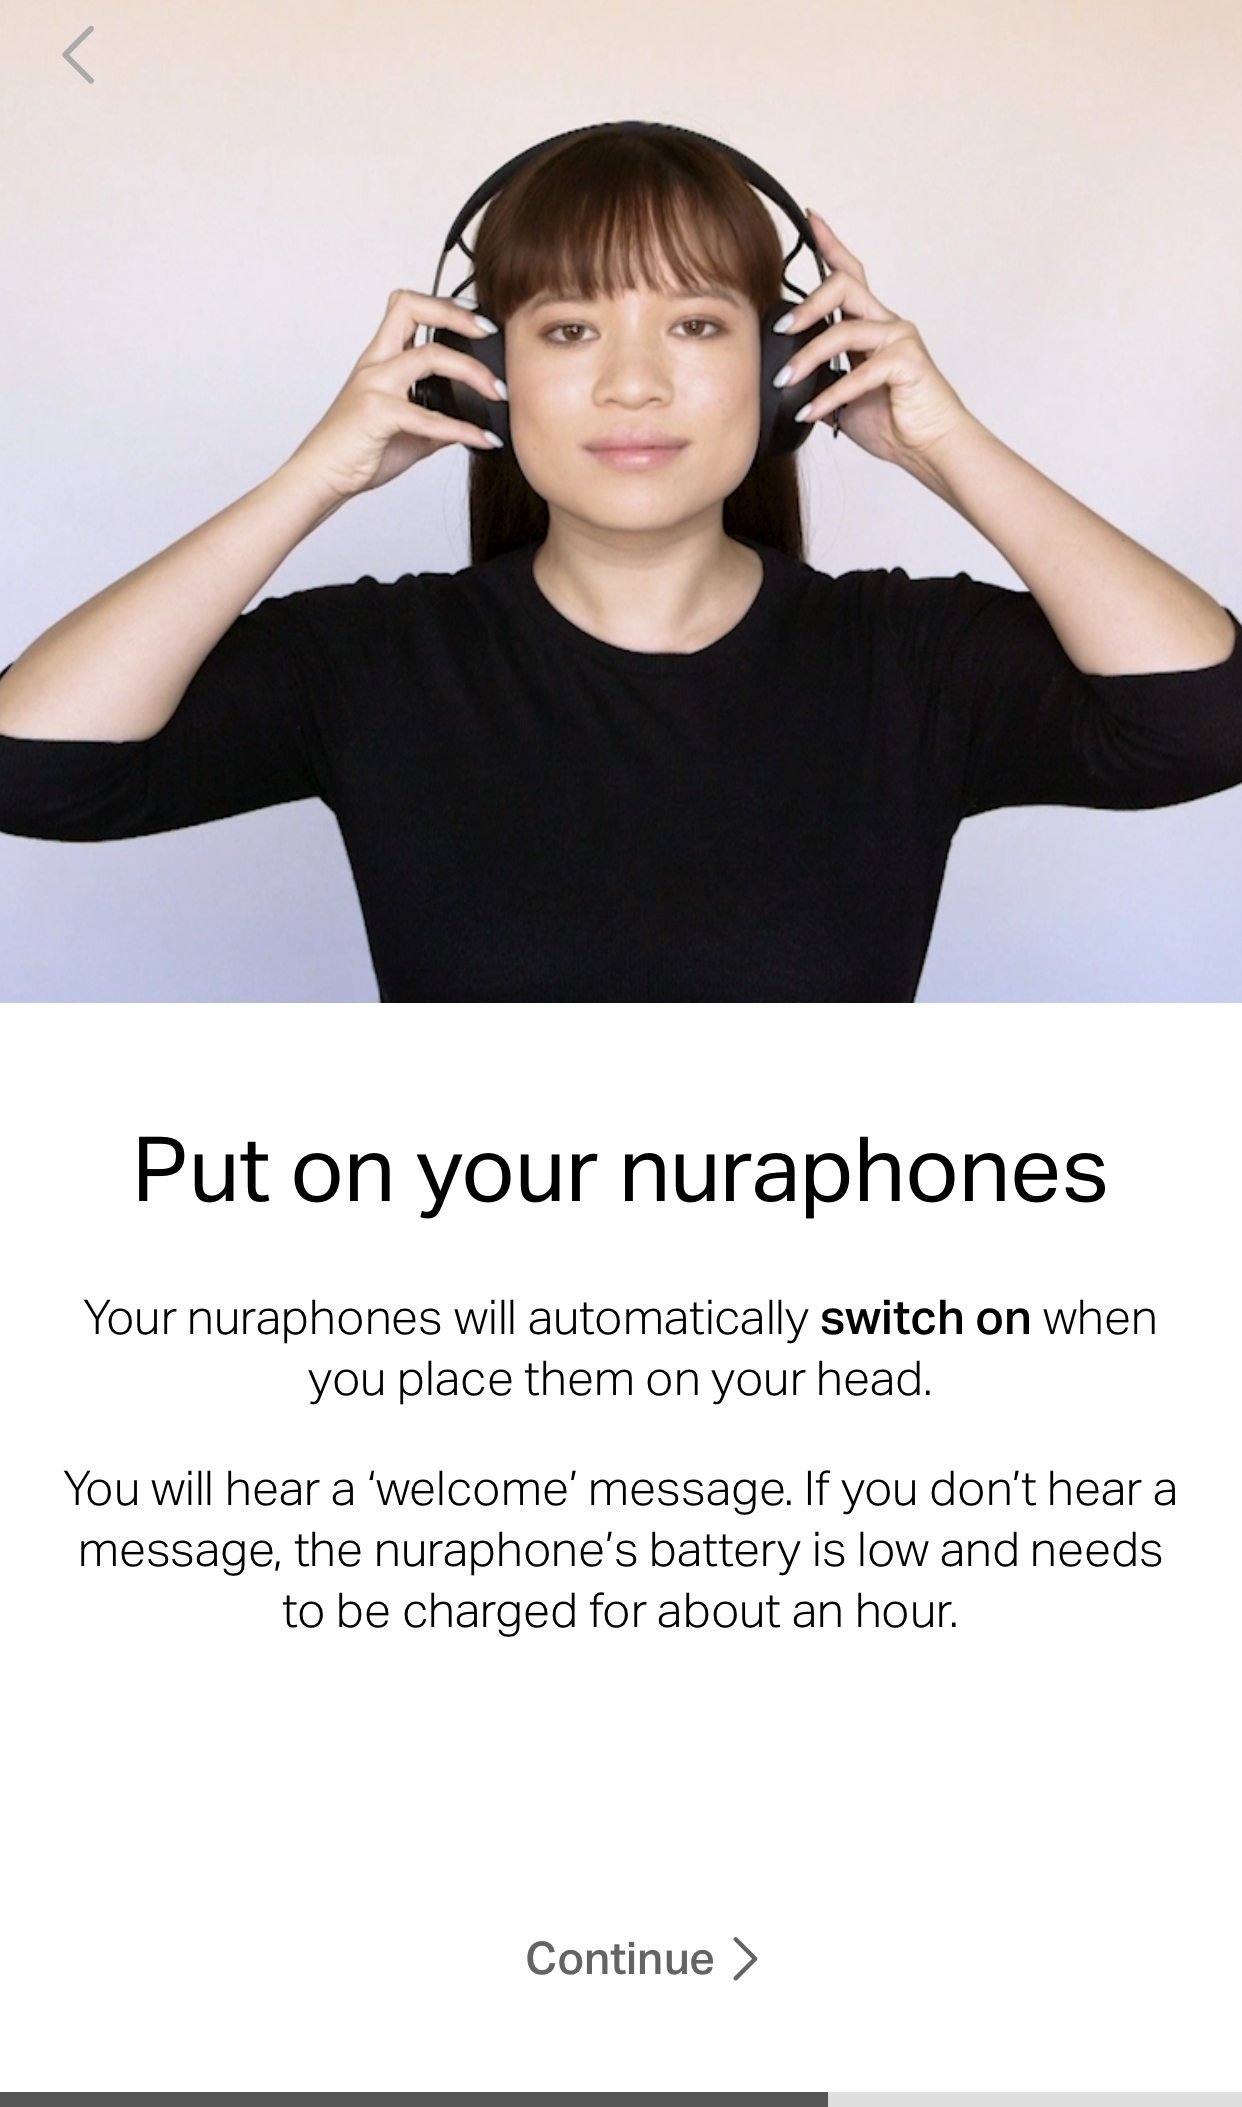 Put on your nuraphones
Your nuraphones will automatically switch on when
you place them on your head.
You will hear a ‘welcome’ message. If you don’t hear a
message, the nuraphone’s battery is low and needs
to be charged for about an hour.
Continue